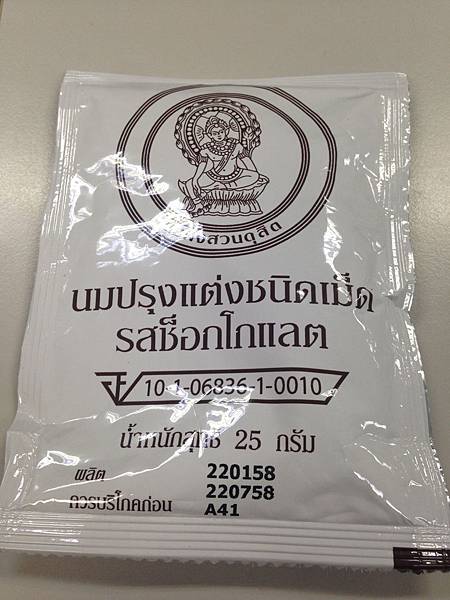 สวนดุสิต
นมปรุงแต่งชนิดเม็ด
รสช็อกโกแลต
10-1-06836-1-0010
น้ำหนักสุทธิ 25 กรัม
ผลิต 220158
ควรบริโภคก่อน 220758
A41